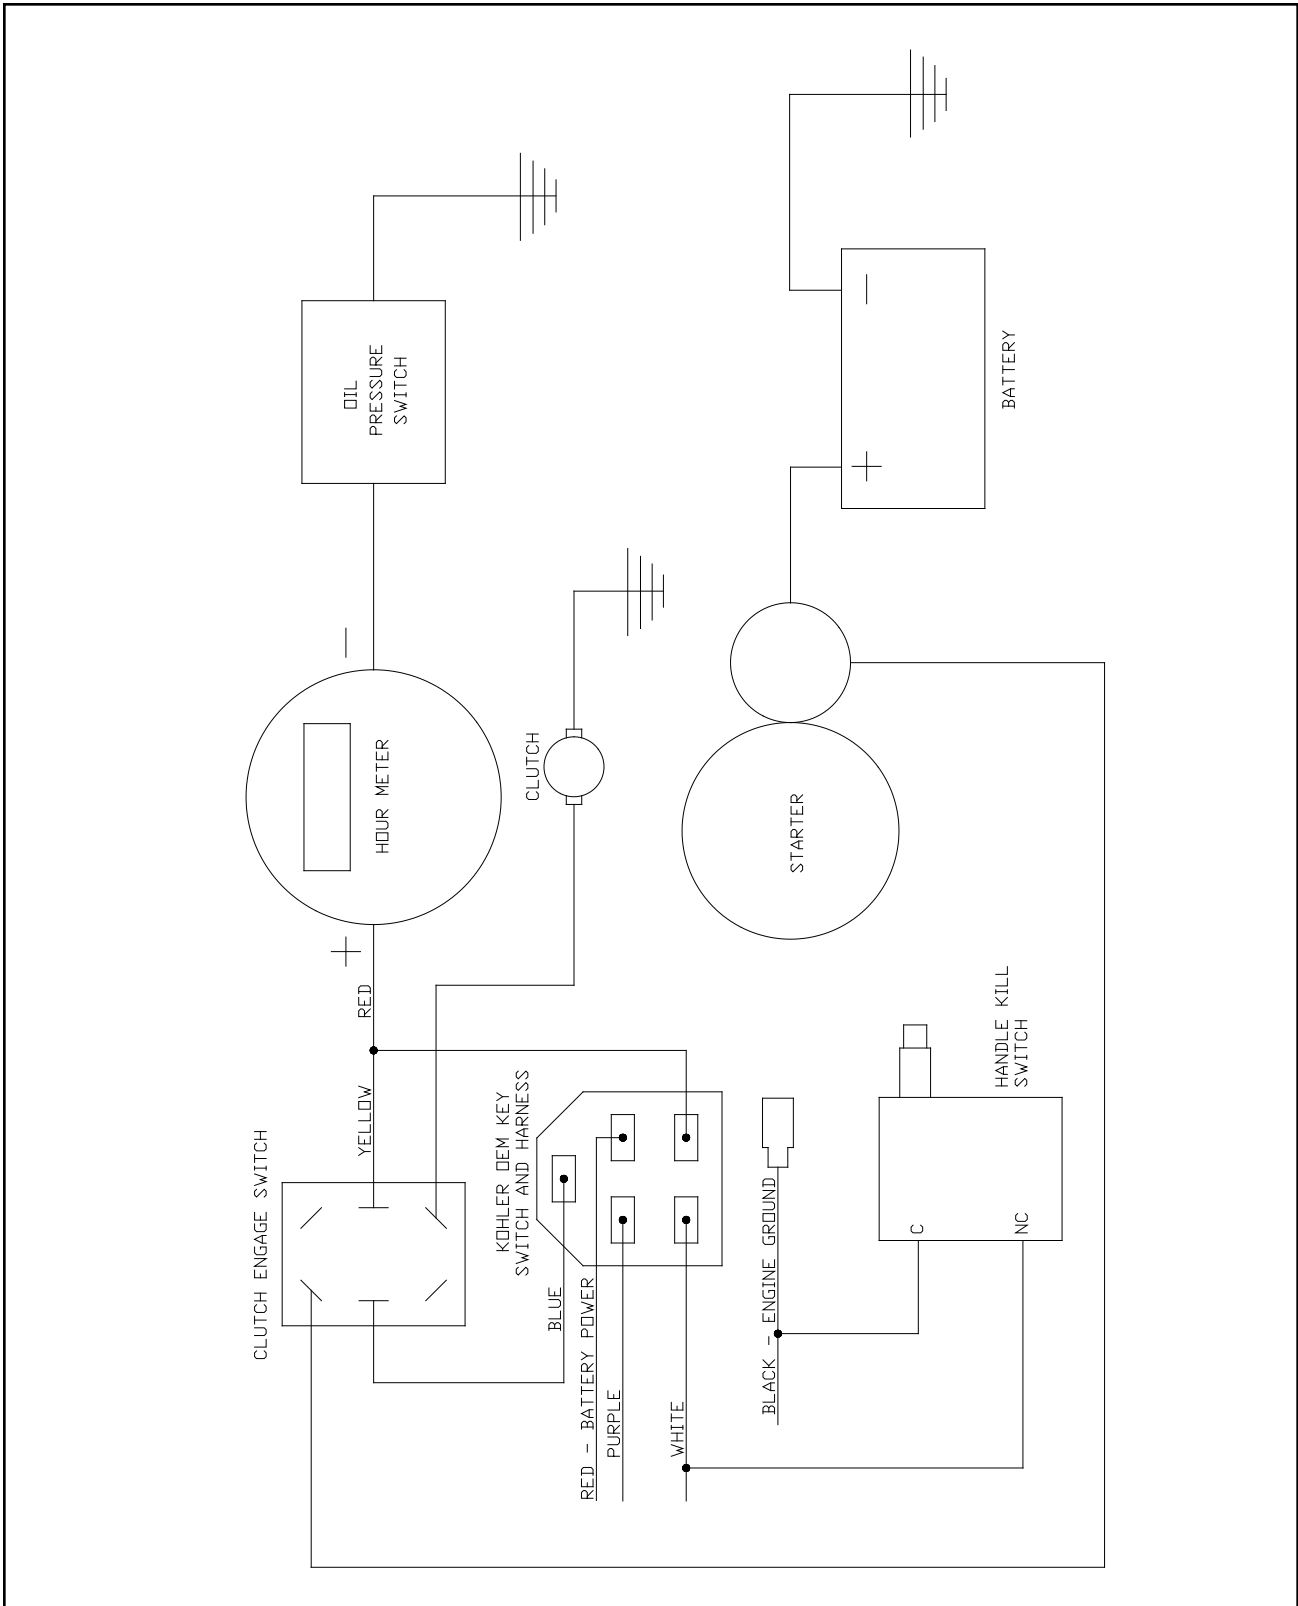 OIL
PRESSURE
SWITCH
BATTERY
+
CLUTCH
HOUR METER
STARTER
+
RED
YELLOW
CLUTCH ENGAGE SWITCH
KOHLER OEM KEY
SWITCH AND HARNESS
HANDLE KILL
SWITCH
C
NC
BLUE
RED - BATTERY POWER
PURPLE
WHITE
BLACK - ENGINE GROUND